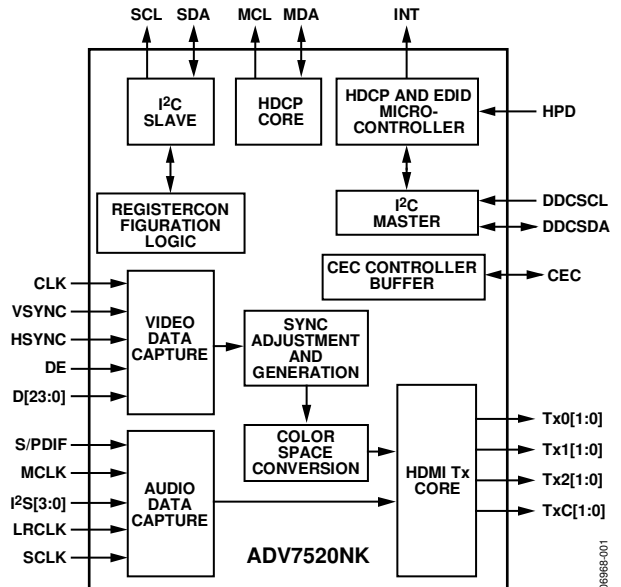 SCL SDA MCL MDA INT
I²C
SLAVE
HDCP
CORE
HDCP AND EDID
MICRO-
CONTROLLER
HPD
REGISTERCON
FIGURATION
LOGIC
I²C
MASTER
DDCSCL
DDCSDA
CEC CONTROLLER
BUFFER
CEC
CLK
VSYNC
HSYNC
DE
D[23:0]
VIDEO
DATA
CAPTURE
SYNC
ADJUSTMENT
AND
GENERATION
COLOR
SPACE
CONVERSION
S/PDIF
MCLK
I²S[3:0]
LRCLK
SCLK
AUDIO
DATA
CAPTURE
HDMI Tx
CORE
Tx0[1:0]
Tx1[1:0]
Tx2[1:0]
TxC[1:0]
ADV7520NK
06968-001